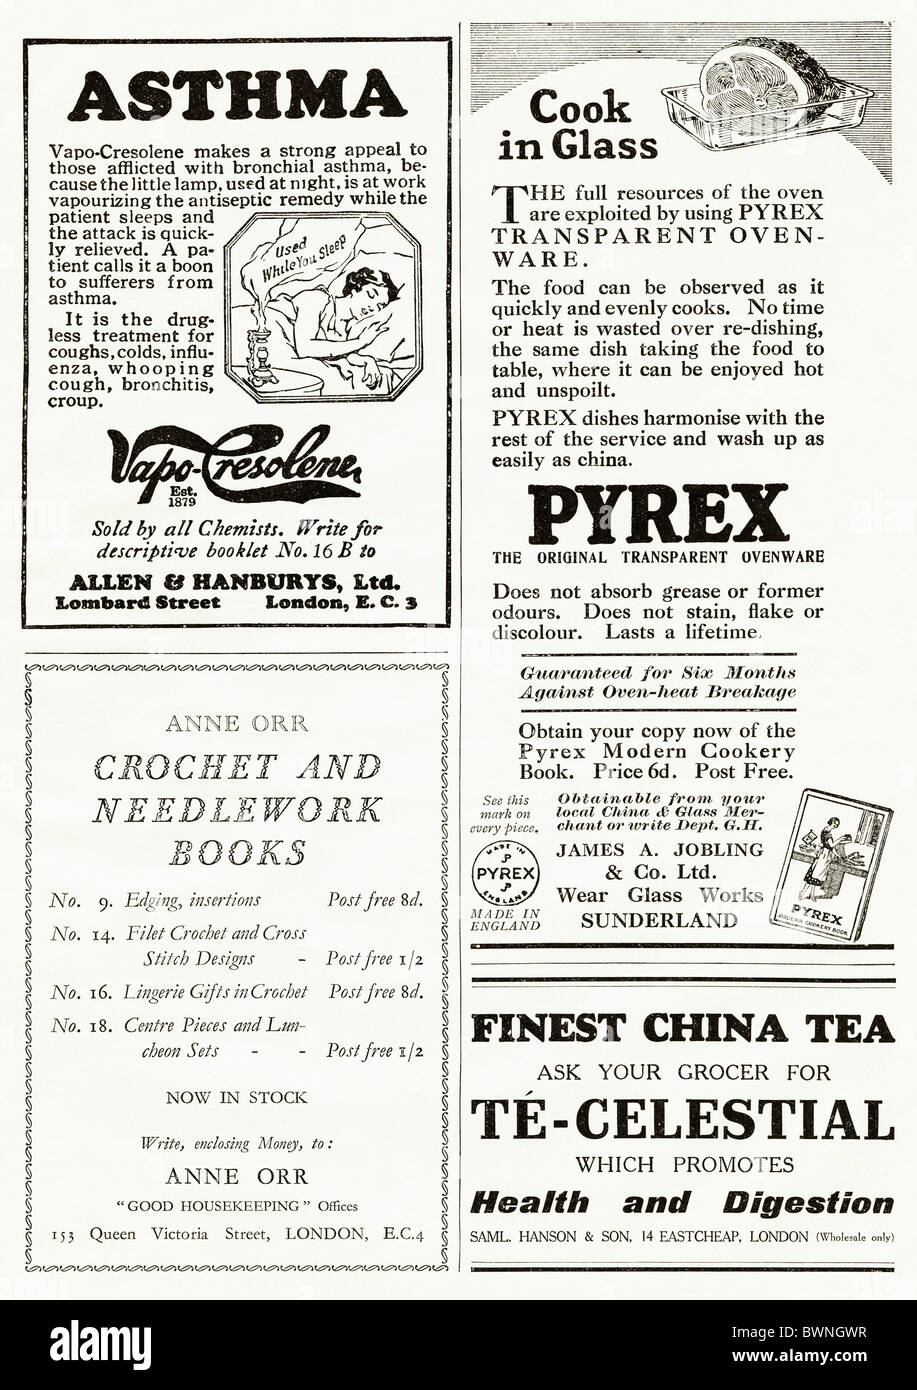 ASTHMA
Vapo-Cresolene makes a strong appeal to
those afflicted with bronchial asthma, be-
cause the little lamp, used at night, is at work
vapourizing the antiseptic remedy while the
patient sleeps and
the attack is quick-
ly relieved. A pa-
tient calls it a boon
to sufferers from
asthma.
It is the drug-
less treatment for
coughs, colds, influ-
enza, whooping
cough, bronchitis,
croup.
Used
While You Sleep
Vapo-Cresolene
Est.
1879
Sold by all Chemists. Write for
descriptive booklet No. 16 B to
ALLEN & HANBURYS, Ltd.
Lombard Street London, E. C. 3
ANNE ORR
CROCHET AND
NEEDLEWORK
BOOKS
No. 9. Edging, insertions Post free 8d.
No. 14. Filet Crochet and Cross
Stitch Designs - Post free 1/2
No. 16. Lingerie Gifts in Crochet Post free 8d.
No. 18. Centre Pieces and Lun-
cheon Sets - - Post free 1/2
NOW IN STOCK
Write, enclosing Money, to:
ANNE ORR
"GOOD HOUSEKEEPING" Offices
153 Queen Victoria Street, LONDON, E.C.4
Cook
in Glass
THE full resources of the oven
are exploited by using PYREX
TRANSPARENT OVEN-
WARE.
The food can be observed as it
quickly and evenly cooks. No time
or heat is wasted over re-dishing,
the same dish taking the food to
table, where it can be enjoyed hot
and unspoilt.
PYREX dishes harmonise with the
rest of the service and wash up as
easily as china.
PYREX
THE ORIGINAL TRANSPARENT OVENWARE
Does not absorb grease or former
odours. Does not stain, flake or
discolour. Lasts a lifetime.
Guaranteed for Six Months
Against Oven-heat Breakage
Obtain your copy now of the
Pyrex Modern Cookery
Book. Price 6d. Post Free.
See this
mark on
every piece.
MADE IN
PYREX
ENGLAND
MADE IN
ENGLAND
Obtainable from your
local China & Glass Mer-
chant or write Dept. G.H.
JAMES A. JOBLING
& Co. Ltd.
Wear Glass Works
SUNDERLAND
PYREX
MODERN COOKERY BOOK
FINEST CHINA TEA
ASK YOUR GROCER FOR
TÉ-CELESTIAL
WHICH PROMOTES
Health and Digestion
SAML. HANSON & SON, 14 EASTCHEAP, LONDON (Wholesale only)
alamy
Image ID: BWNGWR
www.alamy.com